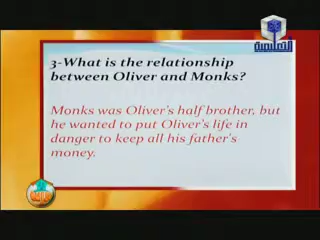 التعليمية
3-What is the relationship
between Oliver and Monks?
Monks was Oliver's half brother, but
he wanted to put Oliver's life in
danger to keep all his father's
money.